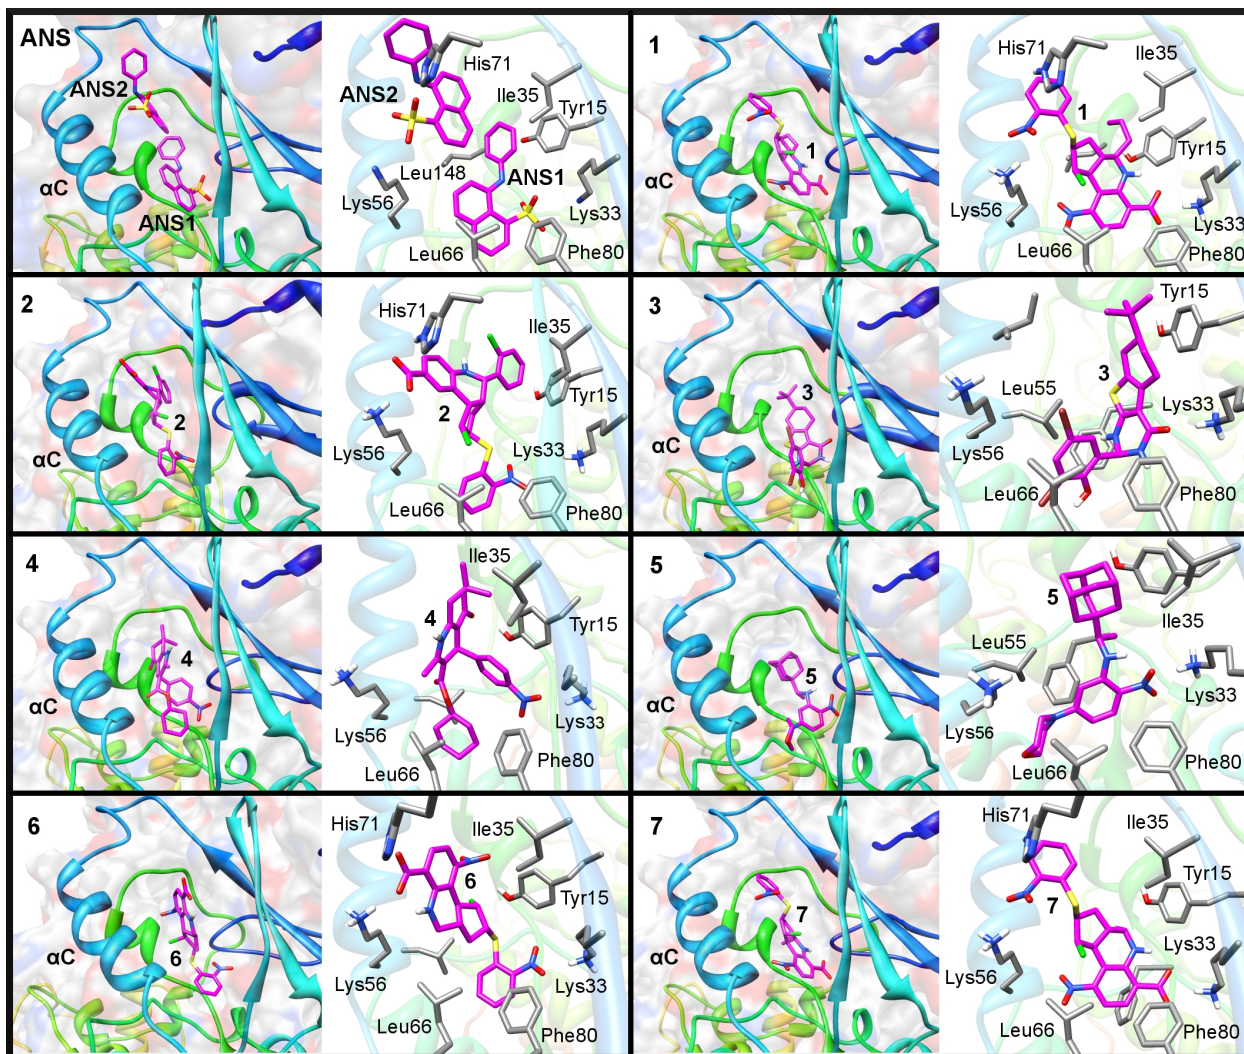 ANS
ANS2
αC
ANS1
His71
ANS2
Ile35
Tyr15
Leu148
ANS1
Lys56
Lys33
Leu66
Phe80
1
1
αC
His71
Ile35
1
Tyr15
Lys56
Lys33
Leu66
Phe80
2
2
αC
His71
Ile35
2
Tyr15
Lys56
Lys33
Leu66
Phe80
3
3
αC
Tyr15
3
Leu55
Lys33
Lys56
Leu66
Phe80
4
4
αC
Ile35
4
Tyr15
Lys56
Lys33
Leu66
Phe80
5
5
αC
5
Ile35
Leu55
Lys33
Lys56
Leu66
Phe80
6
αC
6
His71
Ile35
6
Tyr15
Lys56
Lys33
Leu66
Phe80
7
7
αC
His71
Ile35
Tyr15
7
Lys33
Lys56
Leu66
Phe80